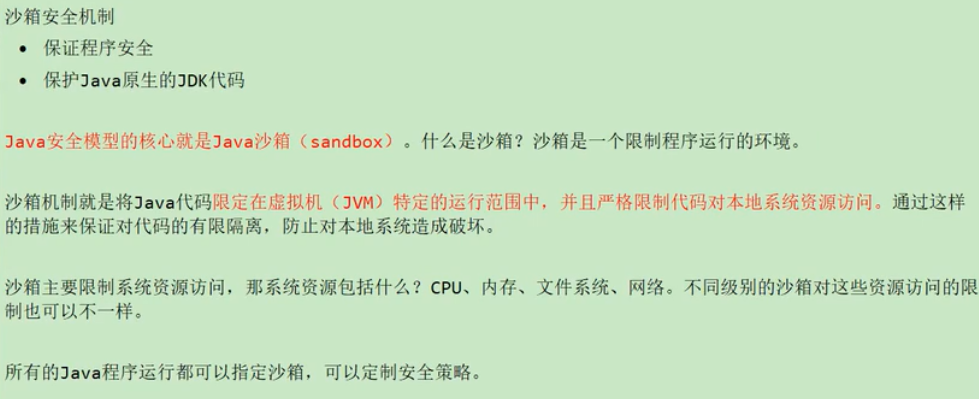 沙箱安全机制
• 保证程序安全
• 保护Java原生的JDK代码
Java安全模型的核心就是Java沙箱（sandbox）。什么是沙箱？沙箱是一个限制程序运行的环境。
沙箱机制就是将Java代码限定在虚拟机（JVM）特定的运行范围中，并且严格限制代码对本地系统资源访问。通过这样
的措施来保证对代码的有限隔离，防止对本地系统造成破坏。
沙箱主要限制系统资源访问，那系统资源包括什么？CPU、内存、文件系统、网络。不同级别的沙箱对这些资源访问的限
制也可以不一样。
所有的Java程序运行都可以指定沙箱，可以定制安全策略。